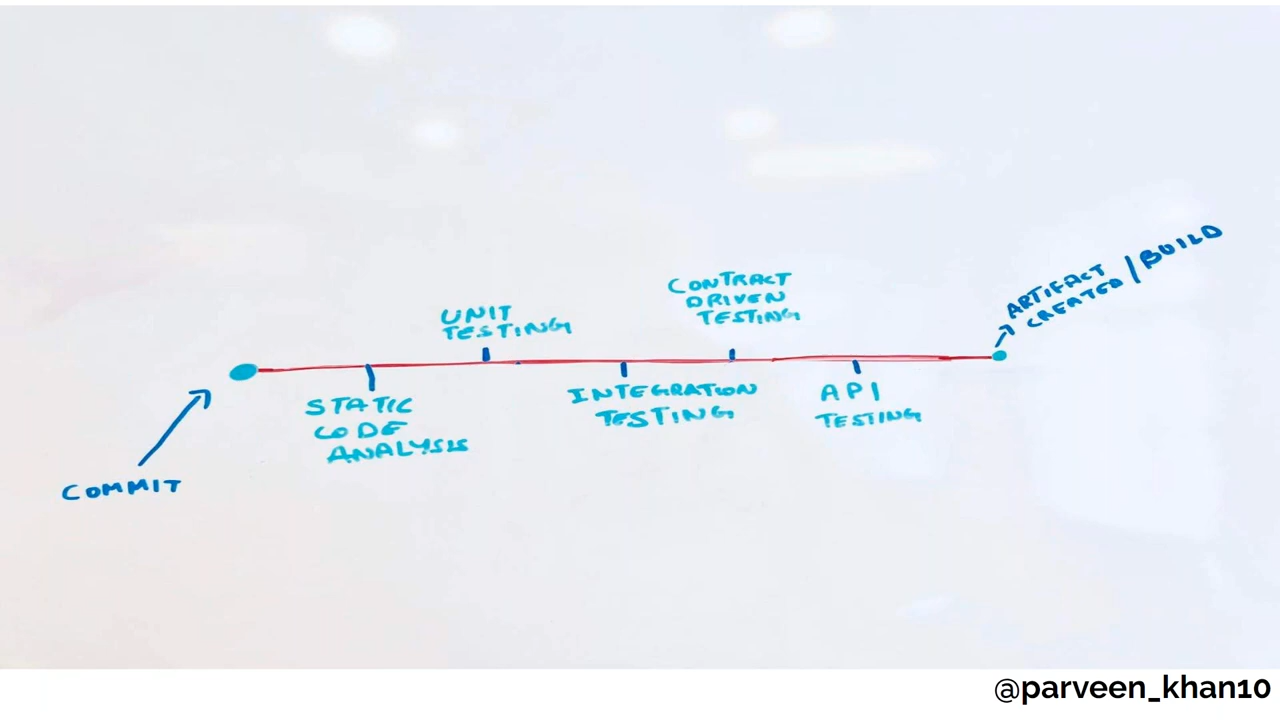 COMMIT
STATIC
CODE
ANALYSIS
UNIT
TESTING
INTEGRATION
TESTING
CONTRACT
DRIVEN
TESTING
API
TESTING
ARTIFACT
CREATED / BUILD
@parveen_khan10